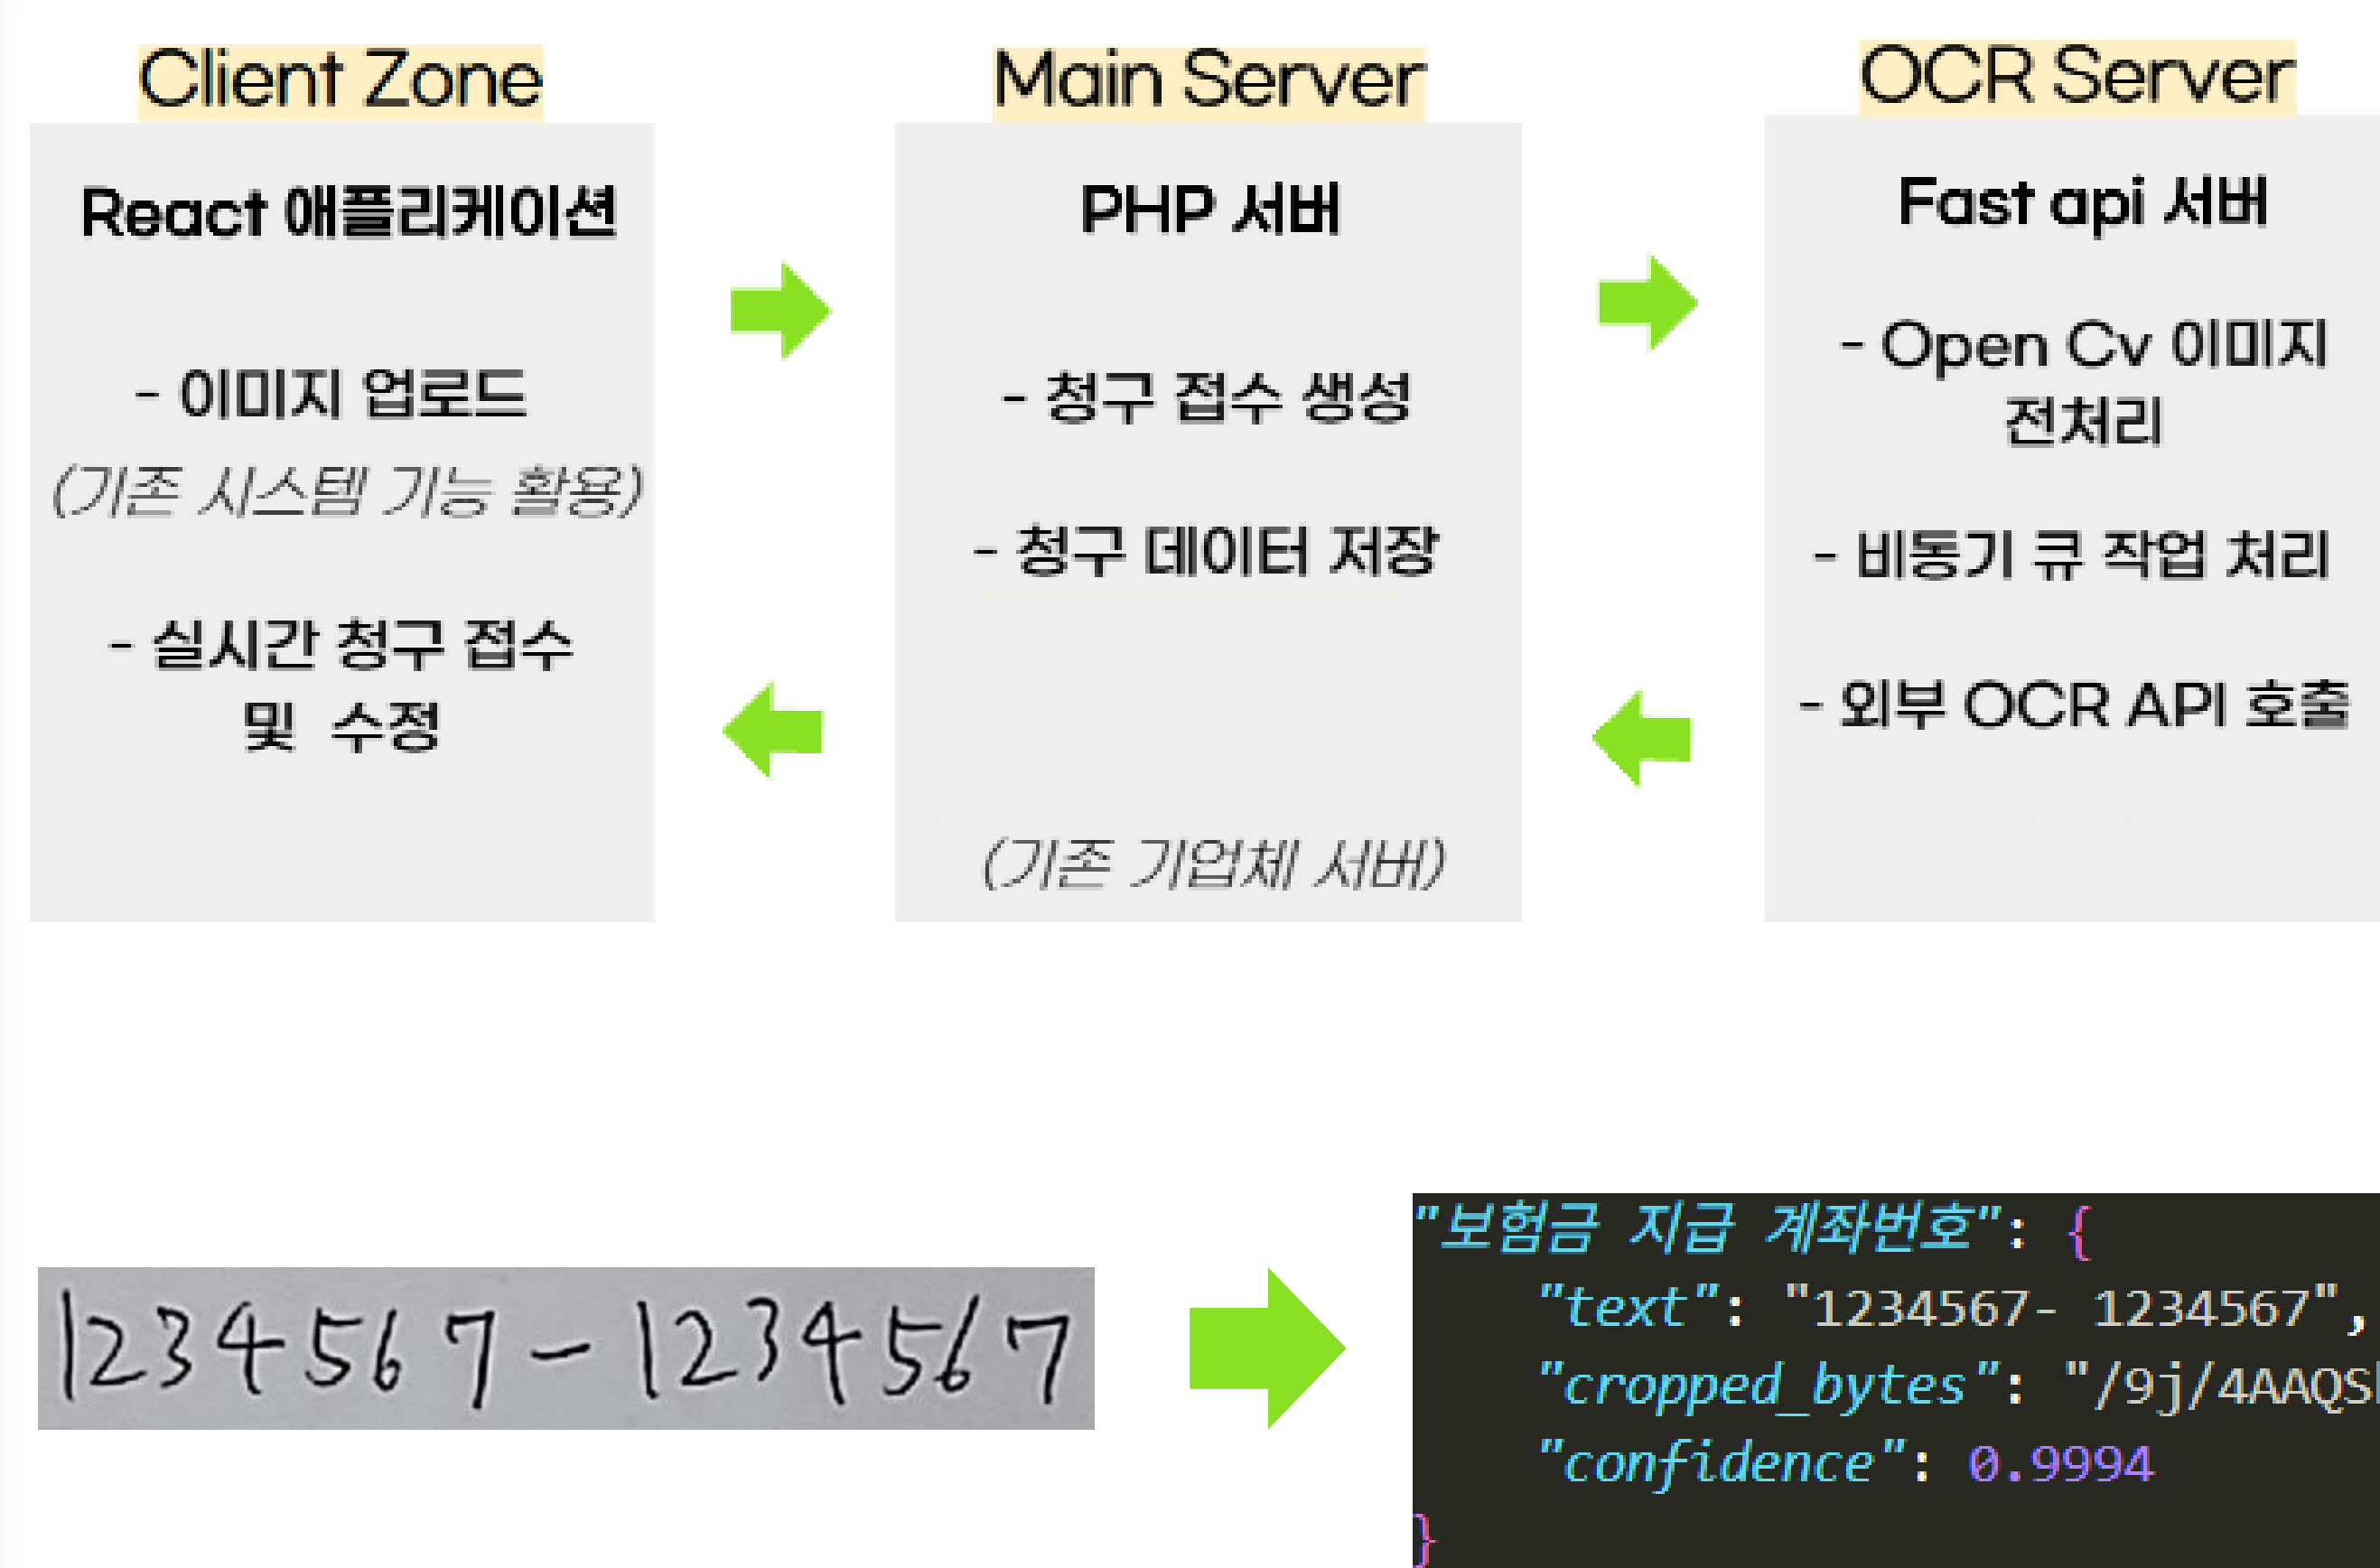 Client Zone
React 애플리케이션
- 이미지 업로드
(기존 시스템 기능 활용)
- 실시간 청구 접수
및 수정
Main Server
PHP 서버
- 청구 접수 생성
- 청구 데이터 저장
(기존 기업체 서버)
OCR Server
Fast api 서버
- Open Cv 이미지
전처리
- 비동기 큐 작업 처리
- 외부 OCR API 호출
1234567-1234567
"보험금 지급 계좌번호": {
"text": "1234567- 1234567",
"cropped_bytes": "/9j/4AAQS
"confidence": 0.9994
}